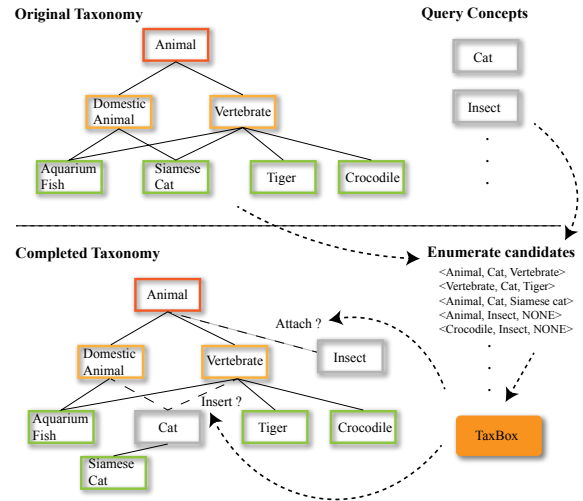 Original Taxonomy
Query Concepts
Animal
Cat
Domestic
Animal
Vertebrate
Insect
Aquarium
Fish
Siamese
Cat
Tiger
Crocodile
Completed Taxonomy
Enumerate candidates
<Animal, Cat, Vertebrate>
<Vertebrate, Cat, Tiger>
<Animal, Cat, Siamese cat>
<Animal, Insect, NONE>
<Crocodile, Insect, NONE>
Animal
Attach ?
Domestic
Animal
Vertebrate
Insect
Insert ?
Aquarium
Fish
Cat
Tiger
Crocodile
TaxBox
Siamese
Cat